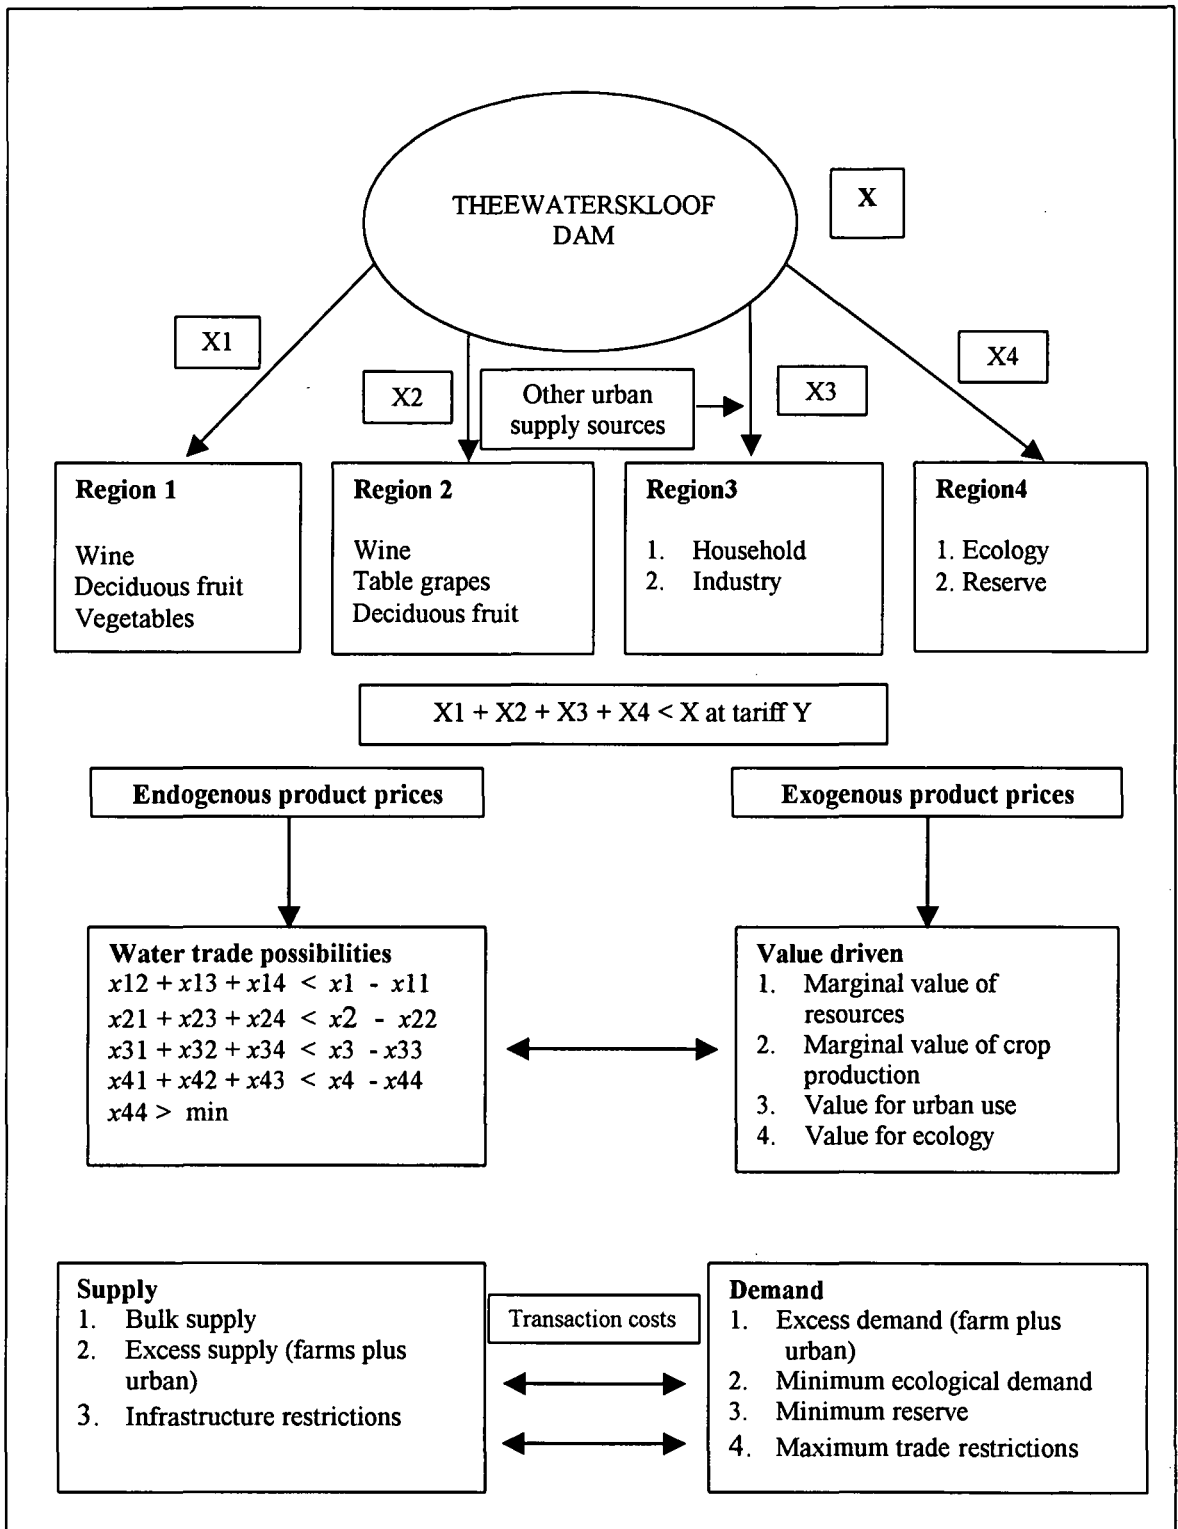 THEEWATERSKLOOF
DAM
X
X1
X2
Other urban
supply sources
X3
X4
Region 1
Wine
Deciduous fruit
Vegetables
Region 2
Wine
Table grapes
Deciduous fruit
Region3
1. Household
2. Industry
Region4
1. Ecology
2. Reserve
X1 + X2 + X3 + X4 < X at tariff Y
Endogenous product prices
Exogenous product prices
Water trade possibilities
x12 + x13 + x14 < x1 - x11
x21 + x23 + x24 < x2 - x22
x31 + x32 + x34 < x3 -x33
x41 + x42 + x43 < x4 -x44
x44 > min
Value driven
1. Marginal value of
resources
2. Marginal value of crop
production
3. Value for urban use
4. Value for ecology
Supply
1. Bulk supply
2. Excess supply (farms plus
urban)
3. Infrastructure restrictions
Transaction costs
Demand
1. Excess demand (farm plus
urban)
2. Minimum ecological demand
3. Minimum reserve
4. Maximum trade restrictions